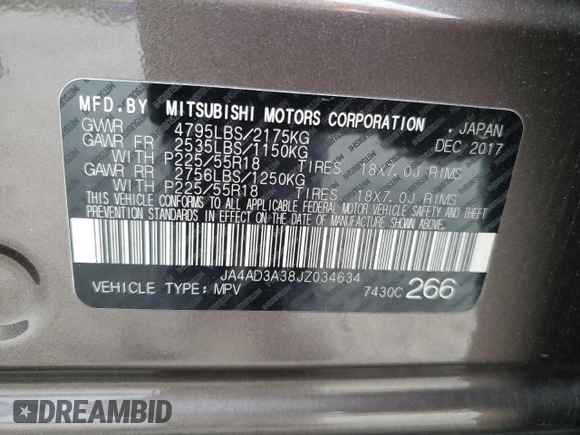 MFD.BY MITSUBISHI MOTORS CORPORATION , JAPAN
GVWR 4795LBS/2175KG DEC 2017
GAWR FR 2535LBS/1150KG
WITH P225/55R18 TIRES 18X7.0J RIMS
GAWR RR 2756LBS/1250KG
WITH P225/55R18 TIRES 18X7.0J RIMS
THIS VEHICLE CONFORMS TO ALL APPLICABLE FEDERAL MOTOR VEHICLE SAFETY AND THEFT
PREVENTION STANDARDS IN EFFECT ON THE DATE OF MANUFACTURE SHOWN ABOVE.
JA4AD3A38JZ034634
VEHICLE TYPE: MPV 7430C 266
DREAMBID